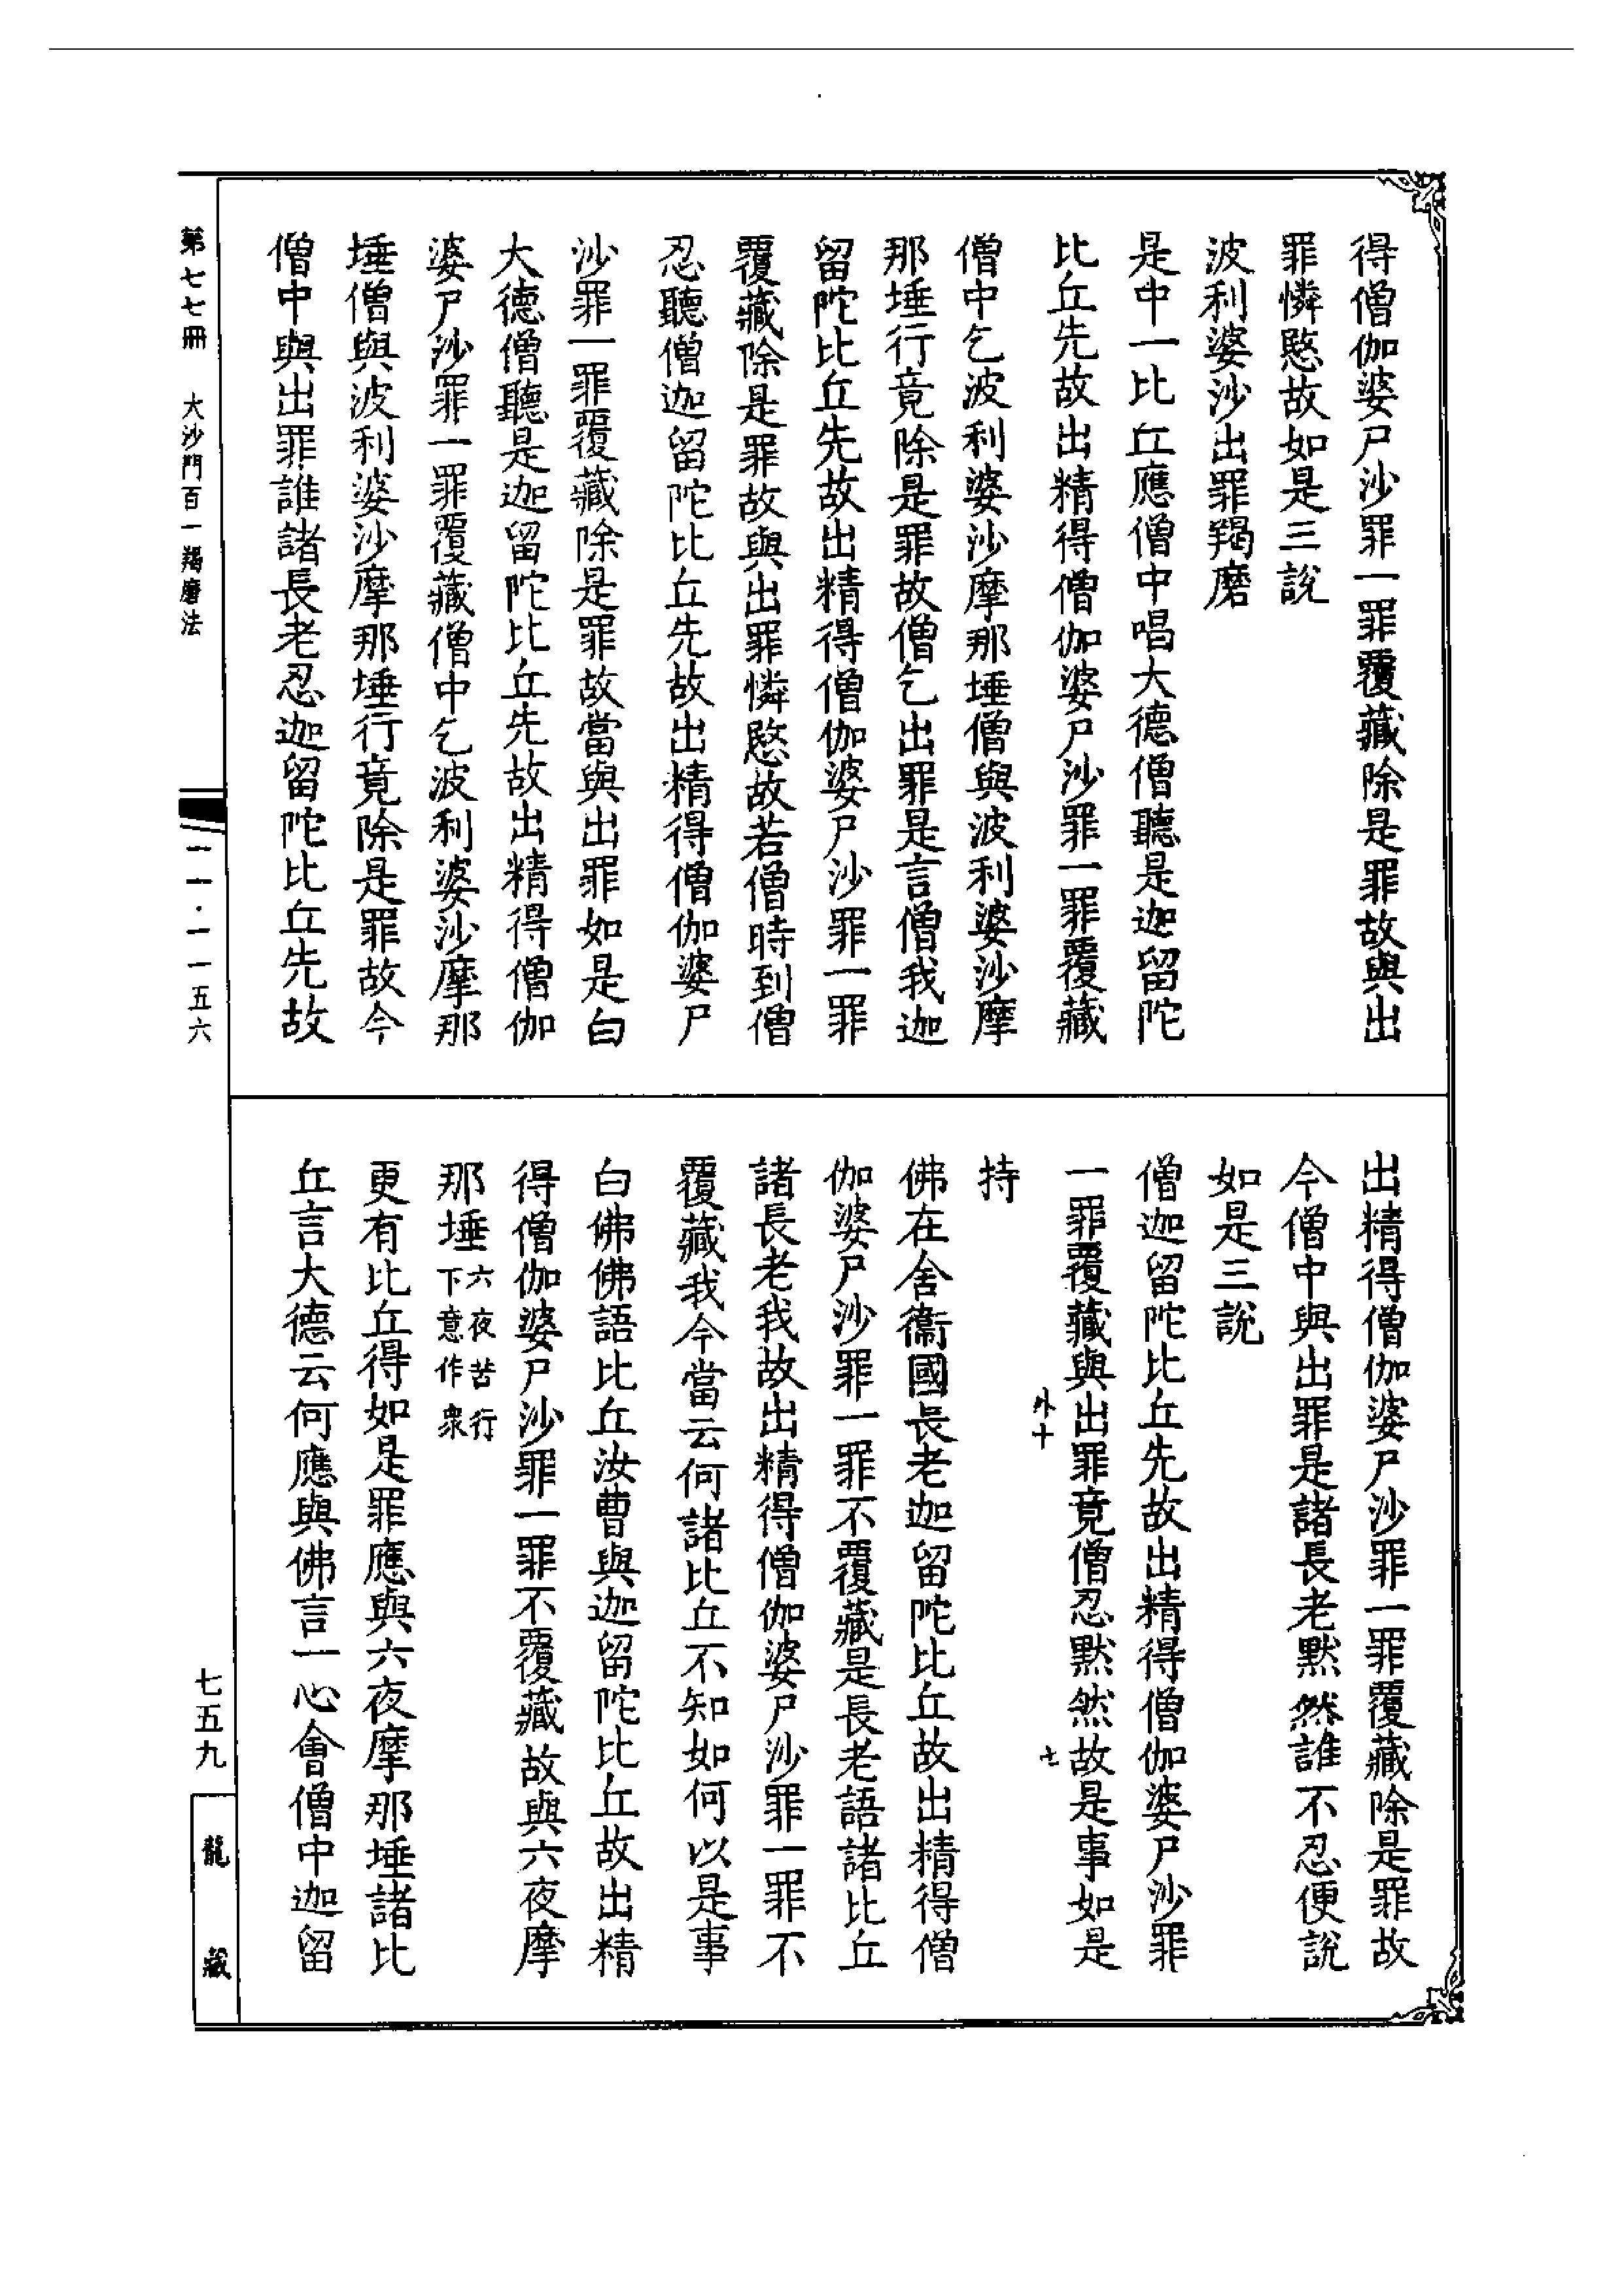 得僧伽婆尸沙罪一罪覆藏除是罪故與出
罪憐愍故如是三說
波利婆沙出罪羯磨
是中一比丘應僧中唱大德僧聽是迦留陀
比丘先故出精得僧伽婆尸沙罪一罪覆藏
僧中乞波利婆沙摩那埵僧與波利婆沙摩
那埵行竟除是罪故僧乞出罪是言僧我迦
留陀比丘先故出精得僧伽婆尸沙罪一罪
覆藏除是罪故與出罪憐愍故若僧時到僧
忍聽僧迦留陀比丘先故出精得僧伽婆尸
沙罪一罪覆藏除是罪故當與出罪如是白
大德僧聽是迦留陀比丘先故出精得僧伽
婆尸沙罪一罪覆藏僧中乞波利婆沙摩那
埵僧與波利婆沙摩那埵行竟除是罪故今
僧中與出罪誰諸長老忍迦留陀比丘先故
出精得僧伽婆尸沙罪一罪覆藏除是罪故
今僧中與出罪是諸長老默然誰不忍便說
如是三說
僧迦留陀比丘先故出精得僧伽婆尸沙罪
一罪覆藏與出罪竟僧忍默然故是事如是
外十 七
持
佛在舍衞國長老迦留陀比丘故出精得僧
伽婆尸沙罪一罪不覆藏是長老語諸比丘
諸長老我故出精得僧伽婆尸沙罪一罪不
覆藏我今當云何諸比丘不知如何以是事
白佛佛語比丘汝曹與迦留陀比丘故出精
得僧伽婆尸沙罪一罪不覆藏故與六夜摩
那埵六夜苦行
下意作衆
更有比丘得如是罪應與六夜摩那埵諸比
丘言大德云何應與佛言一心會僧中迦留
第七七冊 大沙門百一羯磨法
一一·一一五六
七五九
龍藏